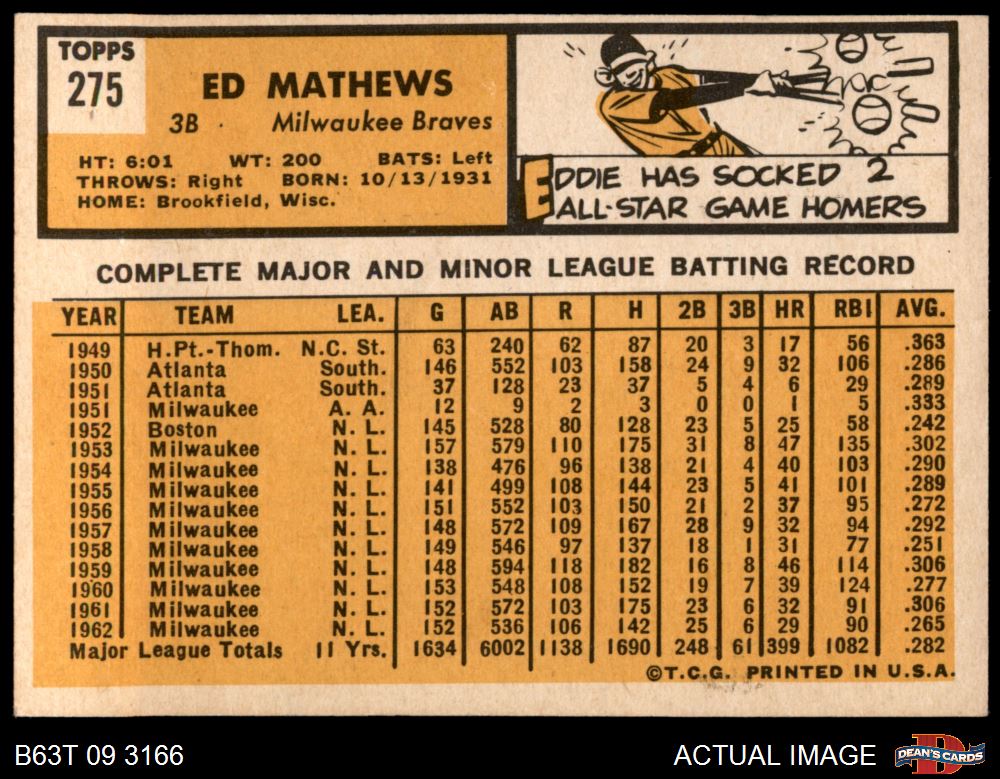 TOPPS
275
ED MATHEWS
3B · Milwaukee Braves
HT: 6:01 WT: 200 BATS: Left
THROWS: Right BORN: 10/13/1931
HOME: Brookfield, Wisc.
EDDIE HAS SOCKED 2
ALL-STAR GAME HOMERS
COMPLETE MAJOR AND MINOR LEAGUE BATTING RECORD
YEAR TEAM LEA. G AB R H 2B 3B HR RBI AVG.
1949 H.Pt.-Thom. N.C. St. 63 240 62 87 20 3 17 56 .363
1950 Atlanta South. 146 552 103 158 24 9 32 106 .286
1951 Atlanta South. 37 128 23 37 5 4 6 29 .289
1951 Milwaukee A. A. 12 9 2 3 0 0 1 5 .333
1952 Boston N. L. 145 528 80 128 23 5 25 58 .242
1953 Milwaukee N. L. 157 579 110 175 31 8 47 135 .302
1954 Milwaukee N. L. 138 476 96 138 21 4 40 103 .290
1955 Milwaukee N. L. 141 499 108 144 23 5 41 101 .289
1956 Milwaukee N. L. 151 552 103 150 21 2 37 95 .272
1957 Milwaukee N. L. 148 572 109 167 28 9 32 94 .292
1958 Milwaukee N. L. 149 546 97 137 18 1 31 77 .251
1959 Milwaukee N. L. 148 594 118 182 16 8 46 114 .306
1960 Milwaukee N. L. 153 548 108 152 19 7 39 124 .277
1961 Milwaukee N. L. 152 572 103 175 23 6 32 91 .306
1962 Milwaukee N. L. 152 536 106 142 25 6 29 90 .265
Major League Totals 11 Yrs. 1634 6002 1138 1690 248 61 399 1082 .282
©T.C.G. PRINTED IN U.S.A.
B63T 09 3166 ACTUAL IMAGE DEAN'S CARDS